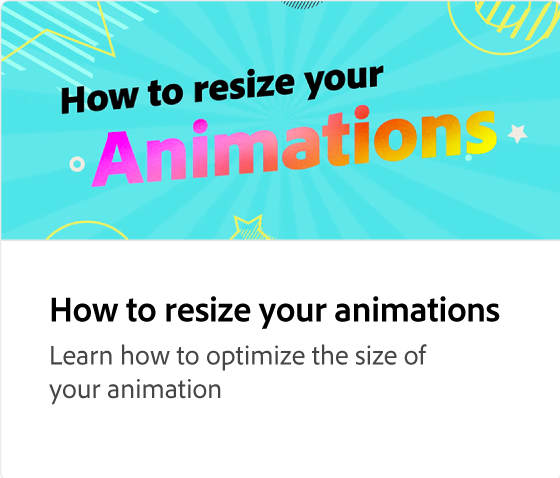 How to resize your
Animations
How to resize your animations
Learn how to optimize the size of
your animation